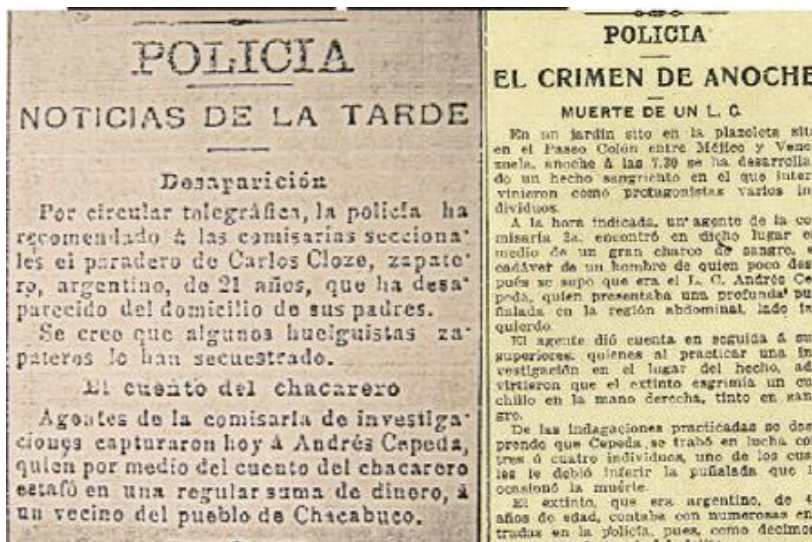 POLICIA
NOTICIAS DE LA TARDE
Desaparición
Por circular telegráfica, la policía ha
recomendado á las comisarías secciona-
les el paradero de Carlos Cloze, zapate-
ro, argentino, de 21 años, que ha desa-
parecido del domicilio de sus padres.
Se cree que algunos huelguistas za-
pateros lo han secuestrado.
El cuento del chacarero
Agentes de la comisaría de investiga-
ciones capturaron hoy á Andrés Cepeda,
quien por medio del cuento del chacarero
estafó en una regular suma de dinero, á
un vecino del pueblo de Chacabuco.
POLICIA
EL CRIMEN DE ANOCHE
MUERTE DE UN L. C.
En un jardín sito en la plazoleta sit
en el Paseo Colón entre Méjico y Vene
zuela, anoche á las 7.30 se ha desarrolla
do un hecho sangriento en el que inter
vinieron como protagonistas varios in
dividuos.
A la hora indicada, un agente de la co
misaría 2a. encontró en dicho lugar e
medio de un gran charco de sangre, e
cadáver de un hombre de quien poco des
pués se supo que era el L. C. Andrés Ce
peda, quien presentaba una profunda pu
ñalada en la región abdominal, lado iz
quierdo.
El agente dió cuenta en seguida á su
superiores, quienes al practicar una in
vestigación en el lugar del hecho, ad
virtieron que el extinto esgrimía un cu
chillo en la mano derecha, tinto en san
gre.
De las indagaciones practicadas se des
prende que Cepeda se trabó en lucha co
tres ó cuatro individuos, uno de los cua
les le debió inferir la puñalada que l
ocasionó la muerte.
El extinto, que era argentino, de
años de edad, contaba con numerosas en
tradas en la policía, pues, como decimo